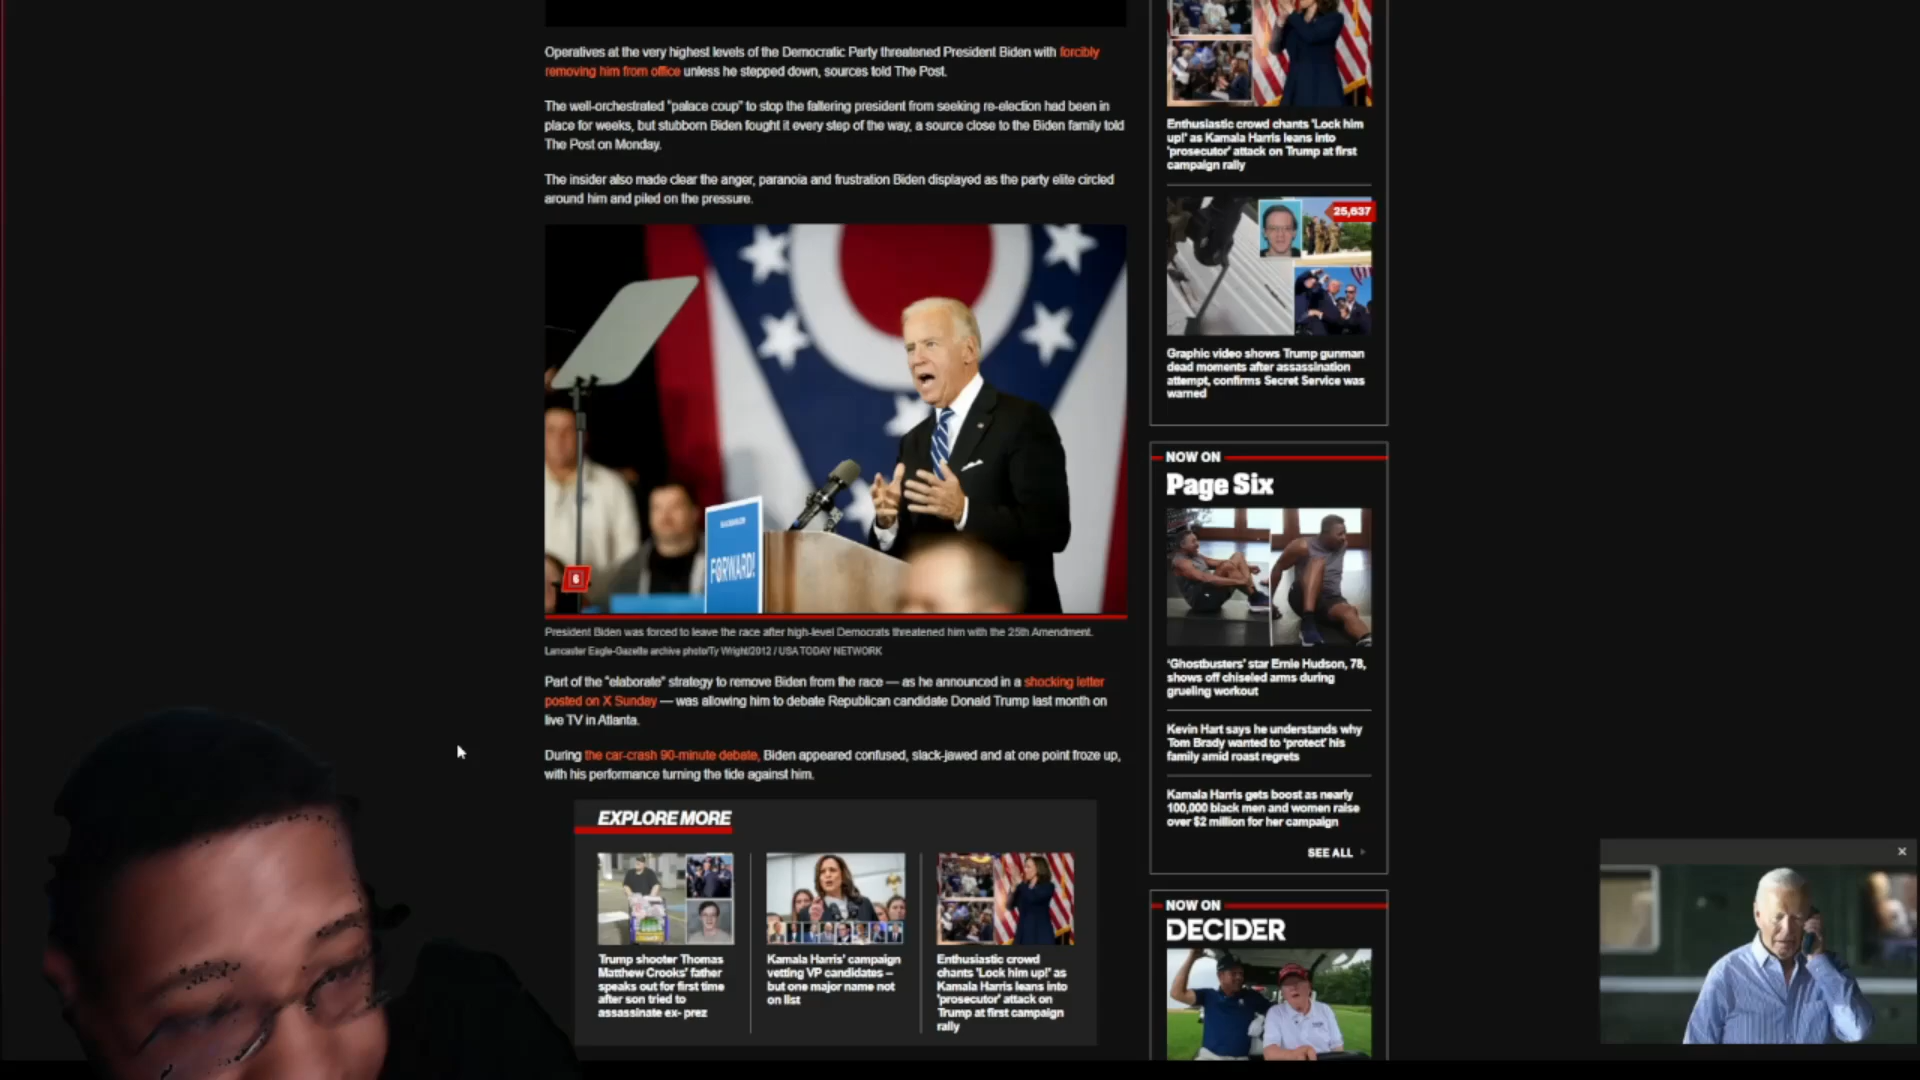 Operatives at the very highest levels of the Democratic Party threatened President Biden with forcibly
removing him from office unless he stepped down, sources told The Post.
The well-orchestrated "palace coup" to stop the faltering president from seeking re-election had been in
place for weeks, but stubborn Biden fought it every step of the way, a source close to the Biden family told
The Post on Monday.
The insider also made clear the anger, paranoia and frustration Biden displayed as the party elite circled
around him and piled on the pressure.
FORWARD!
6
President Biden was forced to leave the race after high-level Democrats threatened him with the 25th Amendment.
Lancaster Eagle-Gazette archive photo/Ty Wright/2012 / USA TODAY NETWORK
Part of the "elaborate" strategy to remove Biden from the race — as he announced in a shocking letter
posted on X Sunday — was allowing him to debate Republican candidate Donald Trump last month on
live TV in Atlanta.
During the car-crash 90-minute debate, Biden appeared confused, slack-jawed and at one point froze up,
with his performance turning the tide against him.
EXPLORE MORE
Trump shooter Thomas
Matthew Crooks' father
speaks out for first time
after son tried to
assassinate ex- prez
Kamala Harris' campaign
vetting VP candidates –
but one major name not
on list
Enthusiastic crowd
chants 'Lock him up!' as
Kamala Harris leans into
'prosecutor' attack on
Trump at first campaign
rally
Enthusiastic crowd chants 'Lock him
up!' as Kamala Harris leans into
'prosecutor' attack on Trump at first
campaign rally
25,637
Graphic video shows Trump gunman
dead moments after assassination
attempt, confirms Secret Service was
warned
NOW ON
Page Six
'Ghostbusters' star Ernie Hudson, 78,
shows off chiseled arms during
grueling workout
Kevin Hart says he understands why
Tom Brady wanted to 'protect' his
family amid roast regrets
Kamala Harris gets boost as nearly
100,000 black men and women raise
over $2 million for her campaign
SEE ALL
NOW ON
DECIDER